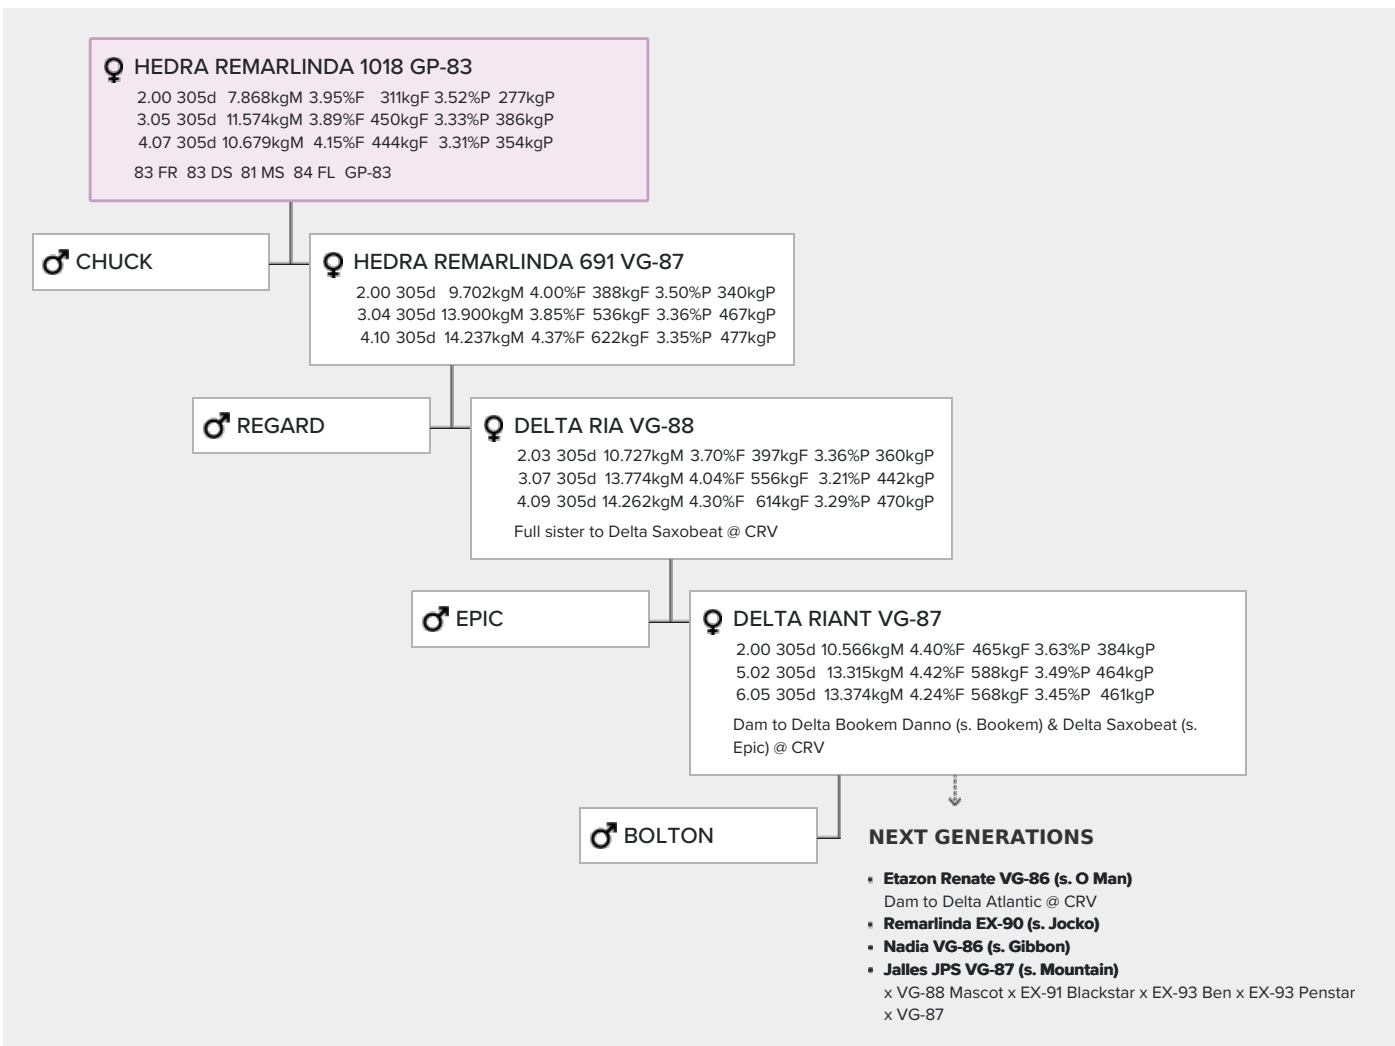 HEDRA REMARLINDA 1018 GP-83
2.00 305d 7.868kgM 3.95%F 311kgF 3.52%P 277kgP
3.05 305d 11.574kgM 3.89%F 450kgF 3.33%P 386kgP
4.07 305d 10.679kgM 4.15%F 444kgF 3.31%P 354kgP
83 FR 83 DS 81 MS 84 FL GP-83
CHUCK
HEDRA REMARLINDA 691 VG-87
2.00 305d 9.702kgM 4.00%F 388kgF 3.50%P 340kgP
3.04 305d 13.900kgM 3.85%F 536kgF 3.36%P 467kgP
4.10 305d 14.237kgM 4.37%F 622kgF 3.35%P 477kgP
REGARD
DELTA RIA VG-88
2.03 305d 10.727kgM 3.70%F 397kgF 3.36%P 360kgP
3.07 305d 13.774kgM 4.04%F 556kgF 3.21%P 442kgP
4.09 305d 14.262kgM 4.30%F 614kgF 3.29%P 470kgP
Full sister to Delta Saxobeat @ CRV
EPIC
DELTA RIANT VG-87
2.00 305d 10.566kgM 4.40%F 465kgF 3.63%P 384kgP
5.02 305d 13.315kgM 4.42%F 588kgF 3.49%P 464kgP
6.05 305d 13.374kgM 4.24%F 568kgF 3.45%P 461kgP
Dam to Delta Bookem Danno (s. Bookem) & Delta Saxobeat (s.
Epic) @ CRV
BOLTON
NEXT GENERATIONS
Etazon Renate VG-86 (s. O Man)
Dam to Delta Atlantic @ CRV
Remarlinda EX-90 (s. Jocko)
Nadia VG-86 (s. Gibbon)
Jalles JPS VG-87 (s. Mountain)
x VG-88 Mascot x EX-91 Blackstar x EX-93 Ben x EX-93 Penstar
x VG-87